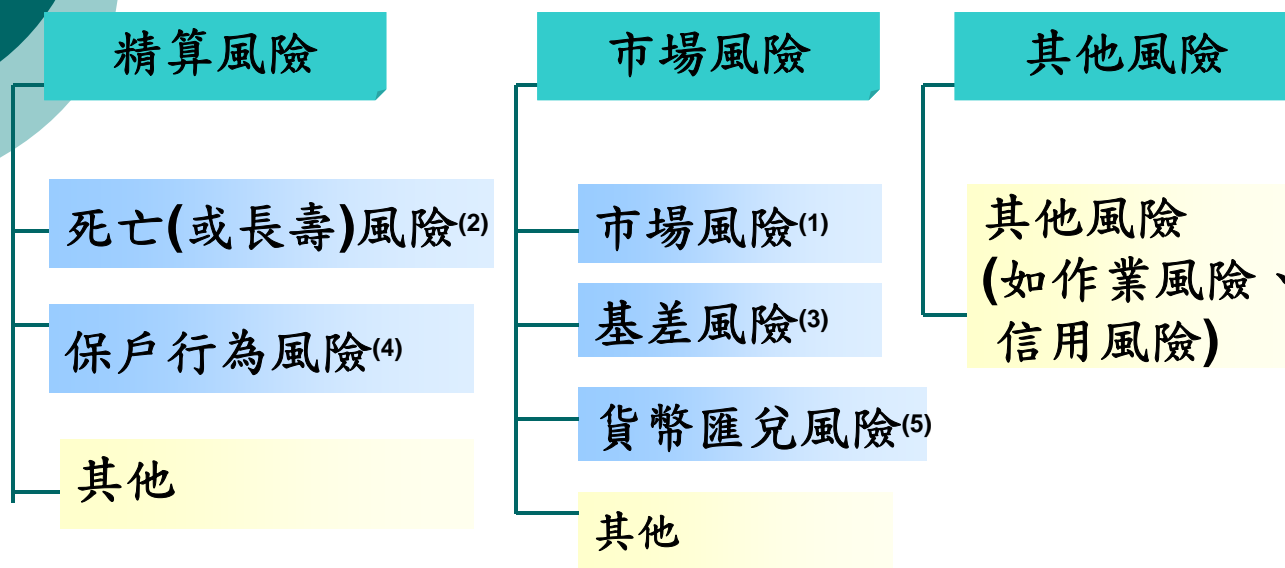 精算風險
死亡(或長壽)風險(2)
保戶行為風險(4)
其他
市場風險
市場風險(1)
基差風險(3)
貨幣匯兌風險(5)
其他
其他風險
其他風險
(如作業風險、
信用風險)